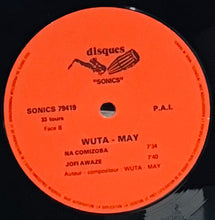 disques
"SONICS"
SONICS 79419
P.A.I.
33 tours
Face B
WUTA - MAY
NA COMIZOBA 7'34
JOFI AWAZE 7'40
Auteur - compositeur : WUTA - MAY